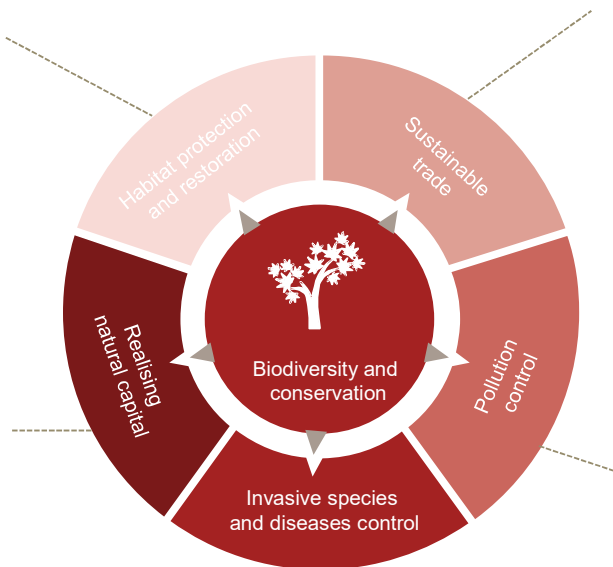 Habitat protection
and restoration
Sustainable
trade
Realising
natural capital
Biodiversity and
conservation
Pollution
control
Invasive species
and diseases control